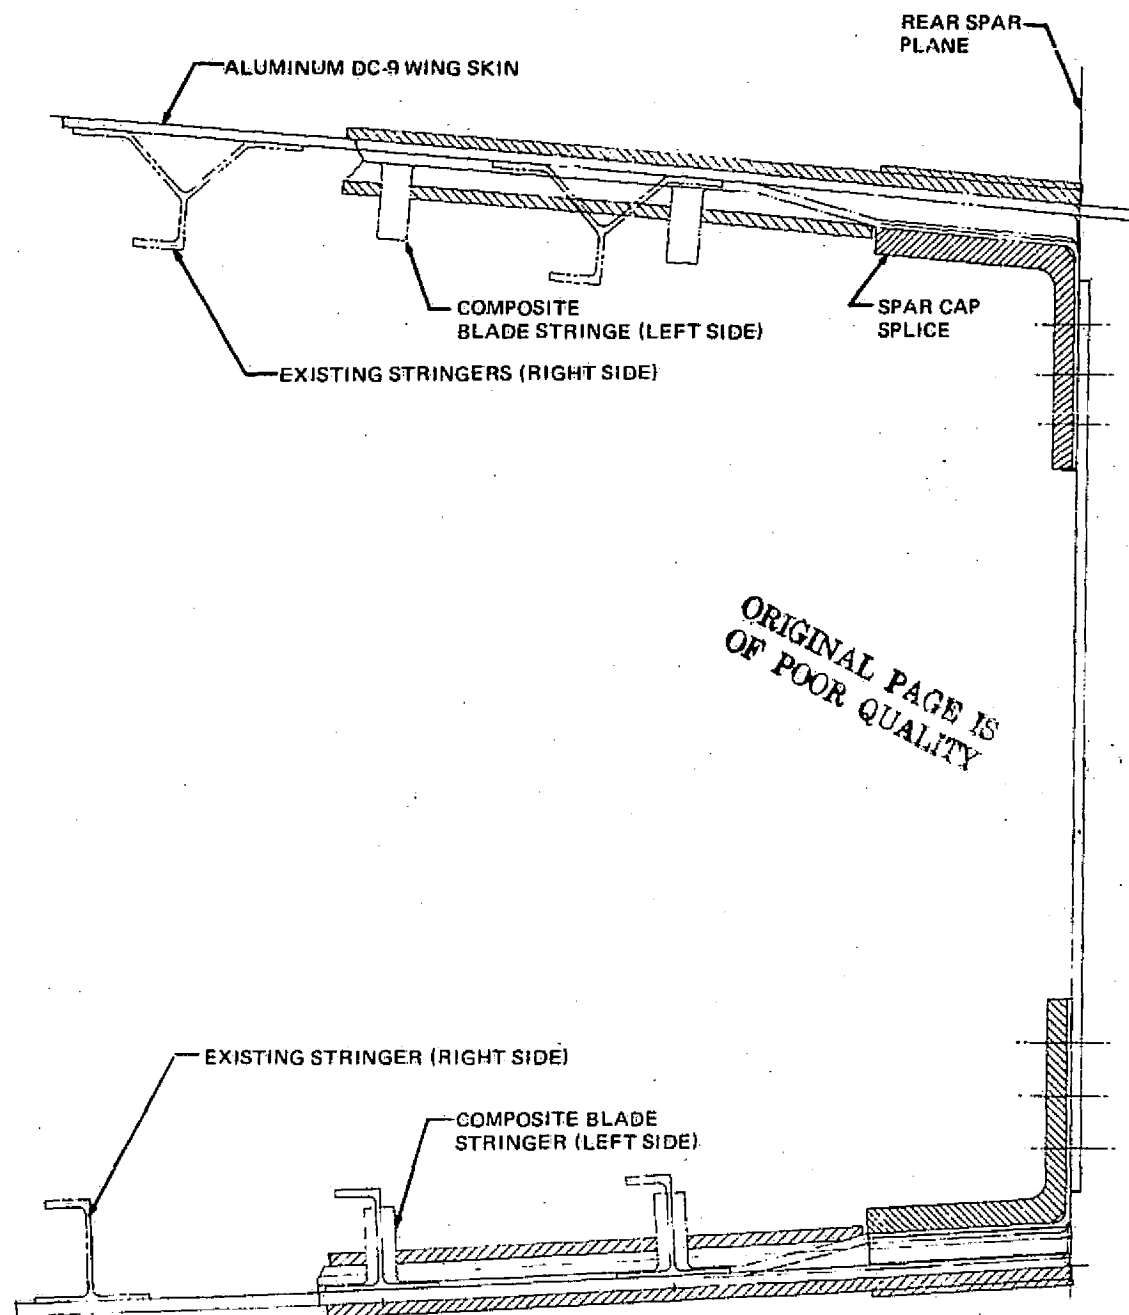 REAR SPAR
PLANE
ALUMINUM DC-9 WING SKIN
COMPOSITE
BLADE STRINGE (LEFT SIDE)
SPAR CAP
SPLICE
EXISTING STRINGERS (RIGHT SIDE)
ORIGINAL PAGE IS
OF POOR QUALITY
EXISTING STRINGER (RIGHT SIDE)
COMPOSITE BLADE
STRINGER (LEFT SIDE)